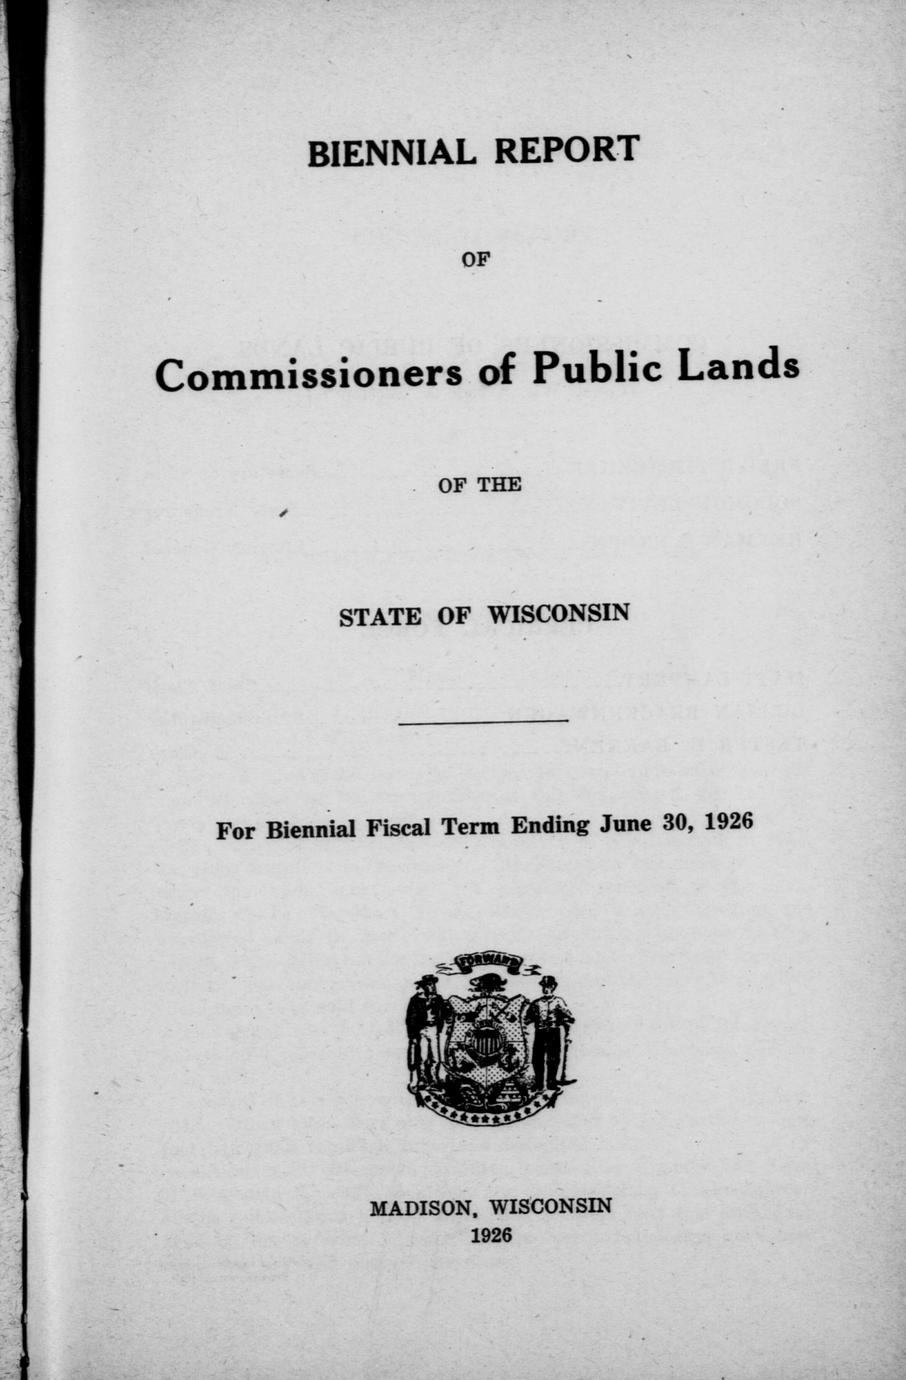 BIENNIAL REPORT
OF
Commissioners of Public Lands
OF THE
STATE OF WISCONSIN
For Biennial Fiscal Term Ending June 30, 1926
FORWARD
MADISON, WISCONSIN
1926